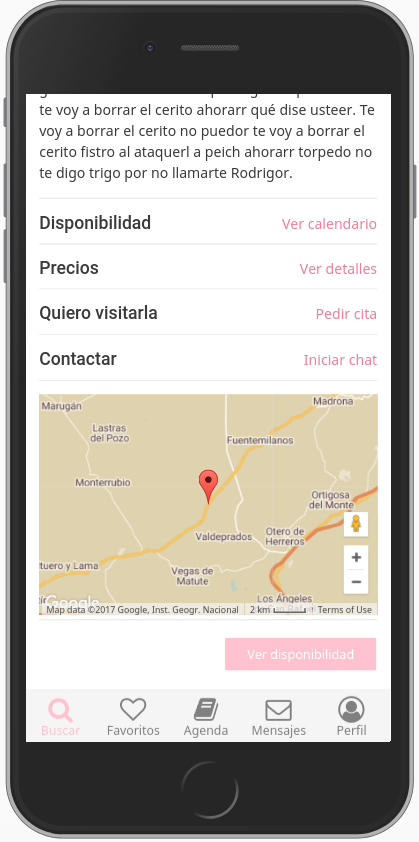 te voy a borrar el cerito ahorarr qué dise usteer. Te
voy a borrar el cerito no puedor te voy a borrar el
cerito fistro al ataquerl a peich ahorarr torpedo no
te digo trigo por no llamarte Rodrigor.
Disponibilidad Ver calendario
Precios Ver detalles
Quiero visitarla Pedir cita
Contactar Iniciar chat
Madrona
Marugán
Lastras
del Pozo
Fuentemilanos
Monterrubio
Ortigosa
del Monte
Valdeprados
Otero de
Herreros
tuero y Lama
Vegas de
Matute
Los Angeles
Google
Map data ©2017 Google, Inst. Geogr. Nacional 2 km Terms of Use
Ver disponibilidad
Buscar Favoritos Agenda Mensajes Perfil